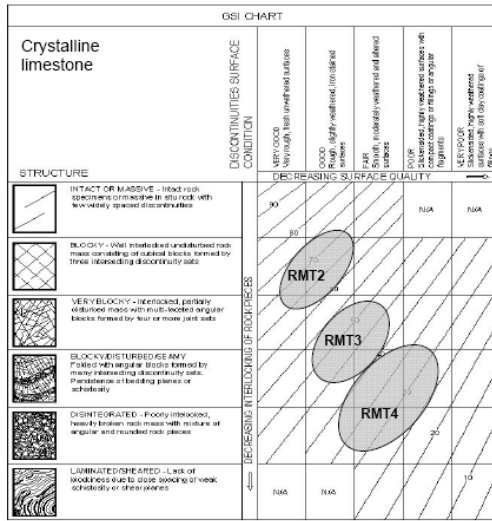 GSI CHART
Crystalline
limestone
DISCONTINUITIES SURFACE
CONDITION
VERY GOOD
Very rough, fresh unweathered surfaces
GOOD
Rough, slightly weathered, iron stained
surfaces
FAIR
Smooth, moderately weathered and altered
surfaces
POOR
Slickensided, highly weathered surfaces with
compact coatings or fillings or angular
fragments
VERY POOR
Slickensided, highly weathered
surfaces with soft clay coatings or
STRUCTURE
DECREASING SURFACE QUALITY
INTACT OR MASSIVE - Intact rock
specimens or massive in situ rock with
few widely spaced discontinuities
90
N/A
N/A
80
BLOCKY - Well interlocked undisturbed rock
mass consisting of cubical blocks formed by
three intersecting discontinuity sets
70
RMT2
DECREASING INTERLOCKING OF ROCK PIECES
VERY BLOCKY - Interlocked, partially
disturbed mass with multi-faceted angular
blocks formed by four or more joint sets
RMT3
BLOCKY/DISTURBED/SEAMY
Folded with angular blocks formed by
many intersecting discontinuity sets.
Persistence of bedding planes or
schistosity
DISINTEGRATED - Poorly interlocked,
heavily broken rock mass with mixture of
angular and rounded rock pieces
RMT4
20
LAMINATED/SHEARED - Lack of
blockiness due to close spacing of weak
schistosity or shear planes
N/A
N/A
10